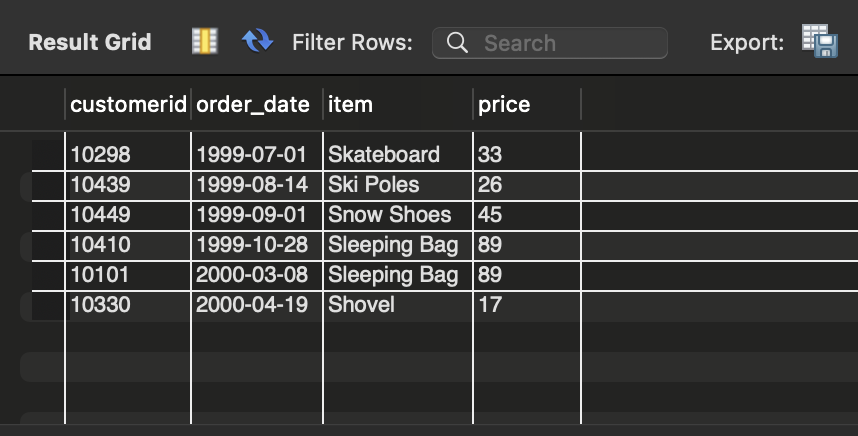 Result Grid Filter Rows: Search Export:
customerid order_date item price
10298 1999-07-01 Skateboard 33
10439 1999-08-14 Ski Poles 26
10449 1999-09-01 Snow Shoes 45
10410 1999-10-28 Sleeping Bag 89
10101 2000-03-08 Sleeping Bag 89
10330 2000-04-19 Shovel 17